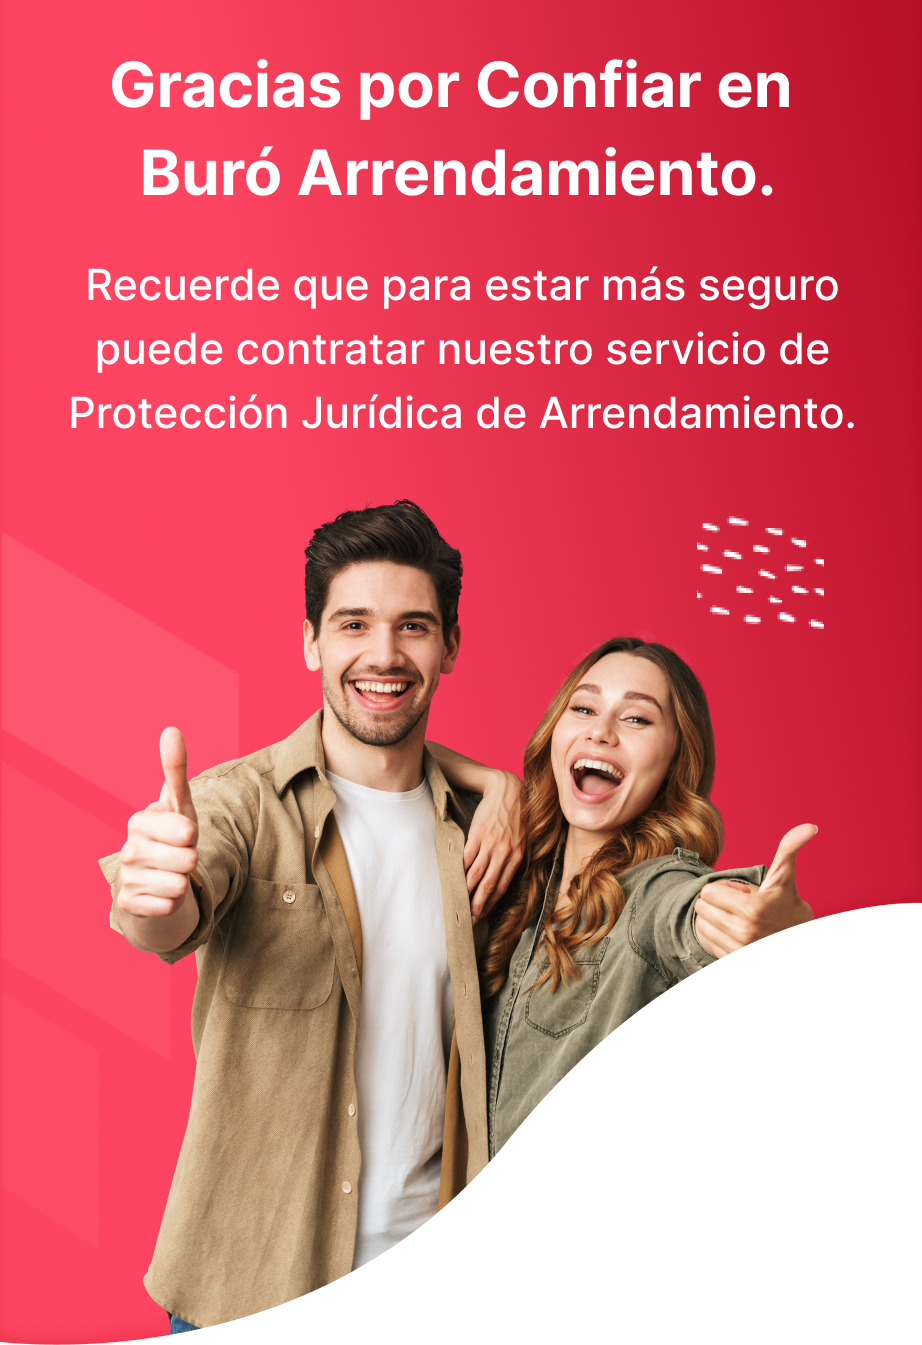 Gracias por Confiar en
Buró Arrendamiento.
Recuerde que para estar más seguro
puede contratar nuestro servicio de
Protección Jurídica de Arrendamiento.